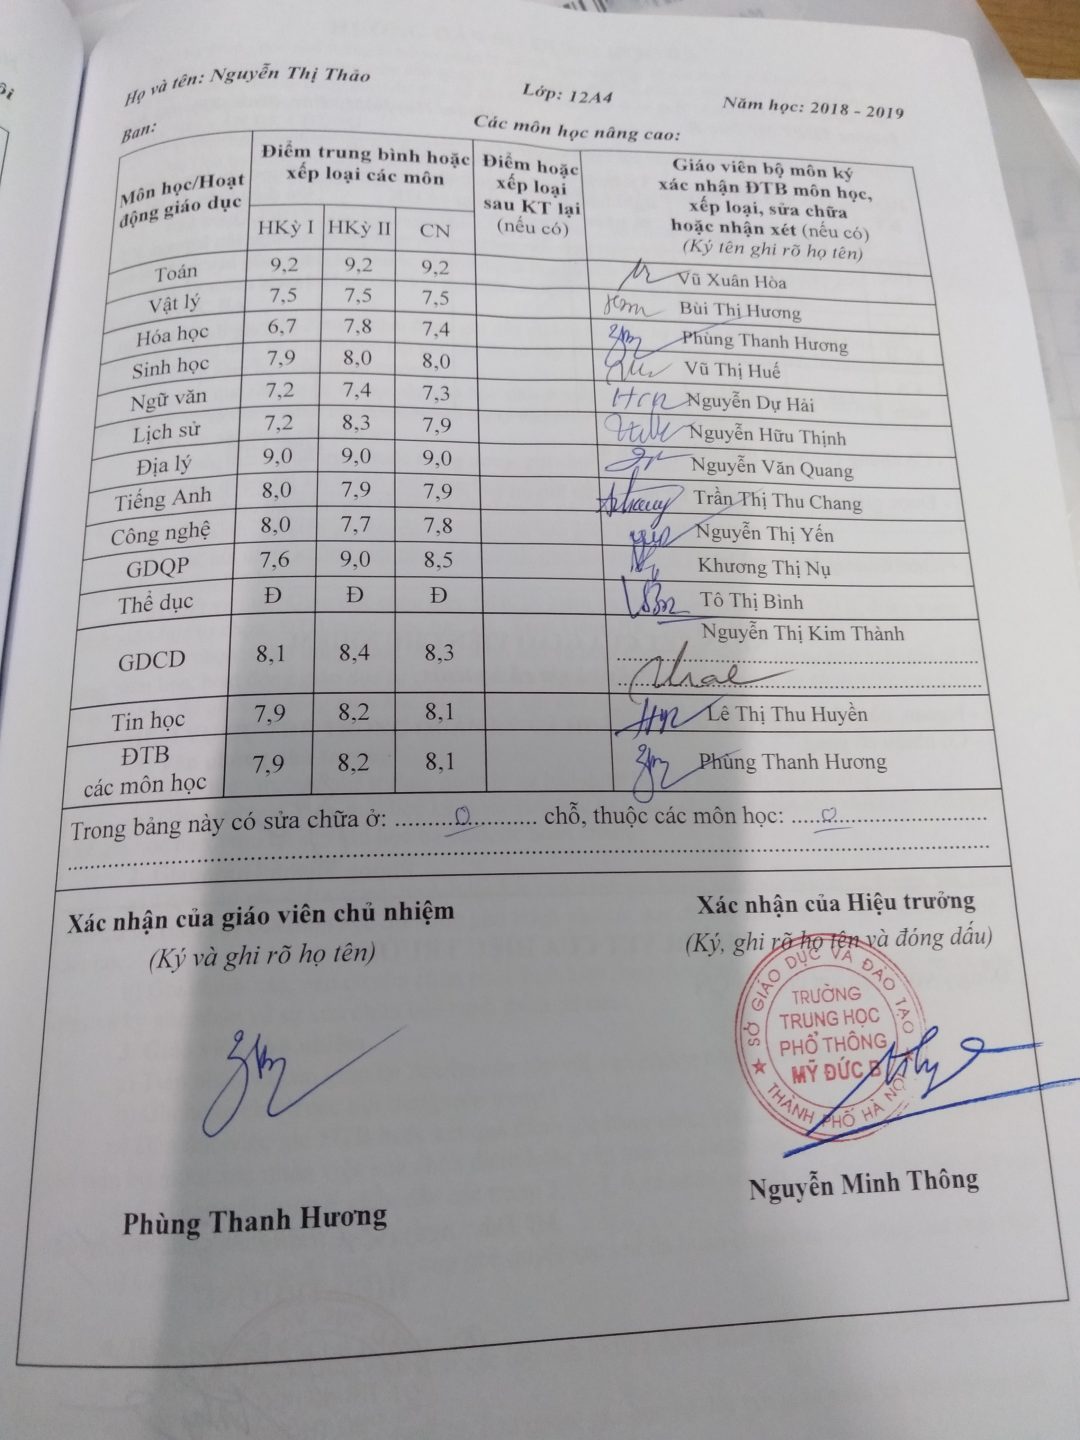 Họ và tên: Nguyễn Thị Thảo Lớp: 12A4 Năm học: 2018 - 2019
Ban: Các môn học nâng cao:
Môn học/Hoạt động giáo dục
Điểm trung bình hoặc xếp loại các môn
HKỳ I HKỳ II CN
Điểm hoặc xếp loại sau KT lại (nếu có)
Giáo viên bộ môn ký
xác nhận ĐTB môn học,
xếp loại, sửa chữa
hoặc nhận xét (nếu có)
(Ký tên ghi rõ họ tên)
Toán 9,2 9,2 9,2 Vũ Xuân Hòa
Vật lý 7,5 7,5 7,5 Bùi Thị Hương
Hóa học 6,7 7,8 7,4 Phùng Thanh Hương
Sinh học 7,9 8,0 8,0 Vũ Thị Huế
Ngữ văn 7,2 7,4 7,3 Nguyễn Dự Hải
Lịch sử 7,2 8,3 7,9 Nguyễn Hữu Thịnh
Địa lý 9,0 9,0 9,0 Nguyễn Văn Quang
Tiếng Anh 8,0 7,9 7,9 Trần Thị Thu Chang
Công nghệ 8,0 7,7 7,8 Nguyễn Thị Yến
GDQP 7,6 9,0 8,5 Khương Thị Nụ
Thể dục Đ Đ Đ Tô Thị Bình
GDCD 8,1 8,4 8,3 Nguyễn Thị Kim Thành
Tin học 7,9 8,2 8,1 Lê Thị Thu Huyền
ĐTB các môn học 7,9 8,2 8,1 Phùng Thanh Hương
Trong bảng này có sửa chữa ở: ..........0............ chỗ, thuộc các môn học: .....0..........................
Xác nhận của giáo viên chủ nhiệm
(Ký và ghi rõ họ tên)
Xác nhận của Hiệu trưởng
(Ký, ghi rõ họ tên và đóng dấu)
SỞ GIÁO DỤC VÀ ĐÀO TẠO
TRƯỜNG
TRUNG HỌC
PHỔ THÔNG
MỸ ĐỨC B
THÀNH PHỐ HÀ NỘI
Phùng Thanh Hương
Nguyễn Minh Thông